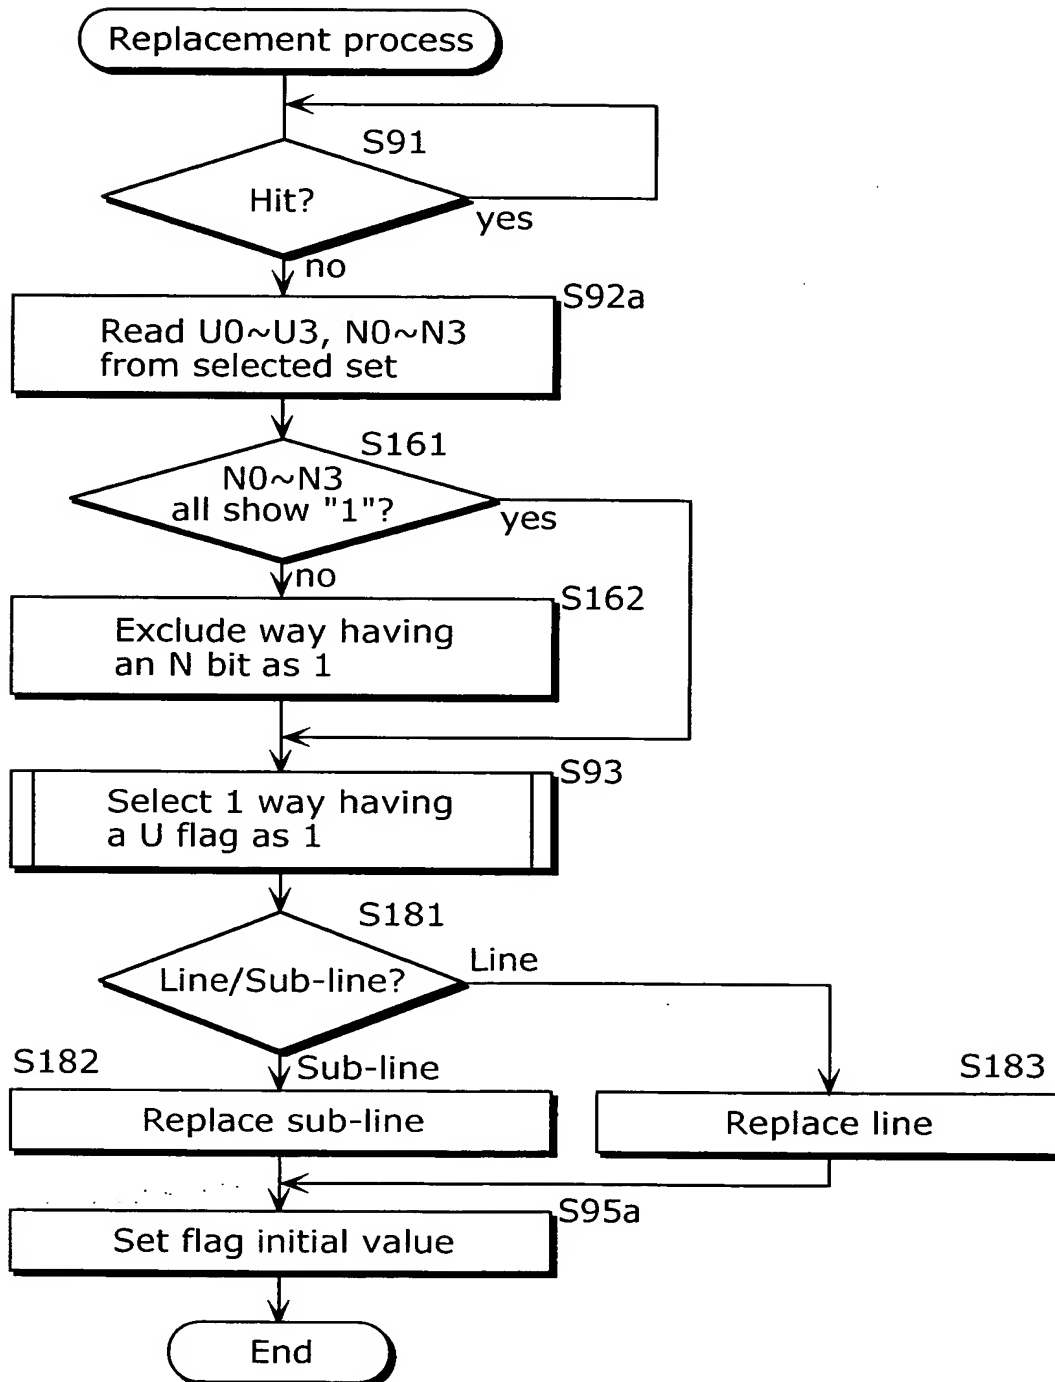 Replacement process
S91
Hit?
yes
no
S92a
Read U0~U3, N0~N3
from selected set
S161
N0~N3
all show "1"?
yes
no
S162
Exclude way having
an N bit as 1
S93
Select 1 way having
a U flag as 1
S181
Line/Sub-line?
Line
Sub-line
S182
Replace sub-line
S183
Replace line
S95a
Set flag initial value
End